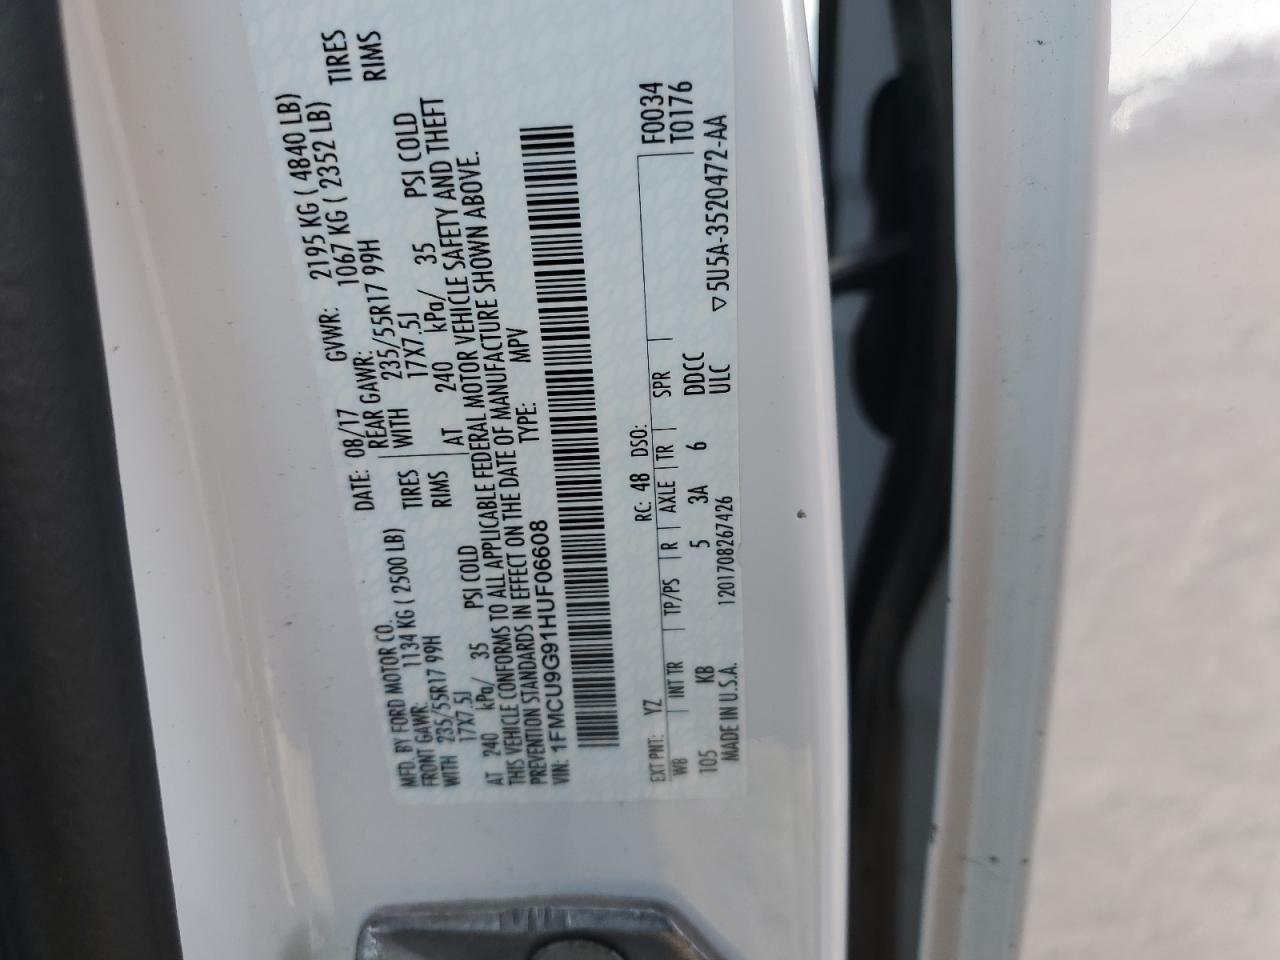 MFD. BY FORD MOTOR CO. DATE: 08/17 GVWR: 2195 KG ( 4840 LB)
FRONT GAWR: 1134 KG ( 2500 LB) REAR GAWR: 1067 KG ( 2352 LB)
WITH 235/55R17 99H TIRES WITH 235/55R17 99H TIRES
17X7.5J RIMS 17X7.5J RIMS
AT 240 kPa/ 35 PSI COLD AT 240 kPa/ 35 PSI COLD
THIS VEHICLE CONFORMS TO ALL APPLICABLE FEDERAL MOTOR VEHICLE SAFETY AND THEFT
PREVENTION STANDARDS IN EFFECT ON THE DATE OF MANUFACTURE SHOWN ABOVE.
VIN: 1FMCU9G91HUF06608 TYPE: MPV
EXT PNT: YZ RC: 48 DSO: F0034
WB INT TR TP/PS R AXLE TR SPR T0176
105 KB 5 3A 6 DDCC
MADE IN U.S.A. 1201708267426 ULC ▽5U5A-3520472-AA